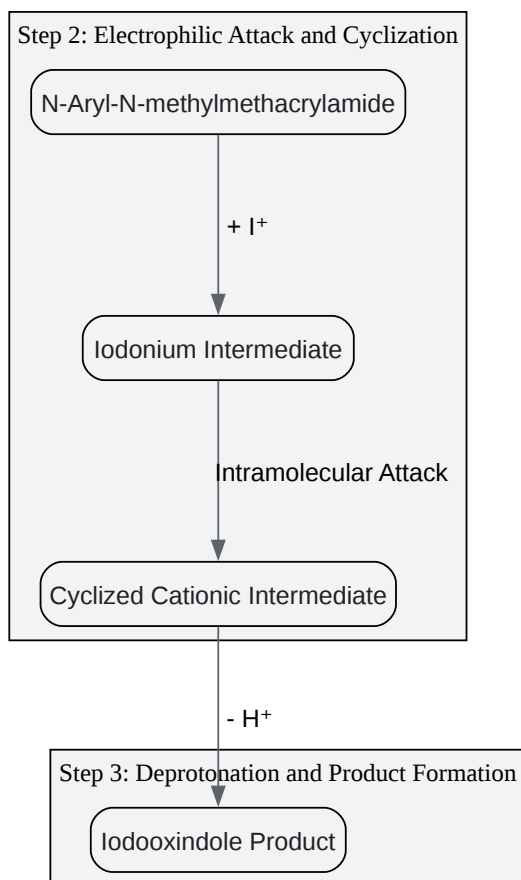 Step 2: Electrophilic Attack and Cyclization
N-Aryl-N-methylmethacrylamide
+ I⁺
Iodonium Intermediate
Intramolecular Attack
Cyclized Cationic Intermediate
- H⁺
Step 3: Deprotonation and Product Formation
Iodooxindole Product